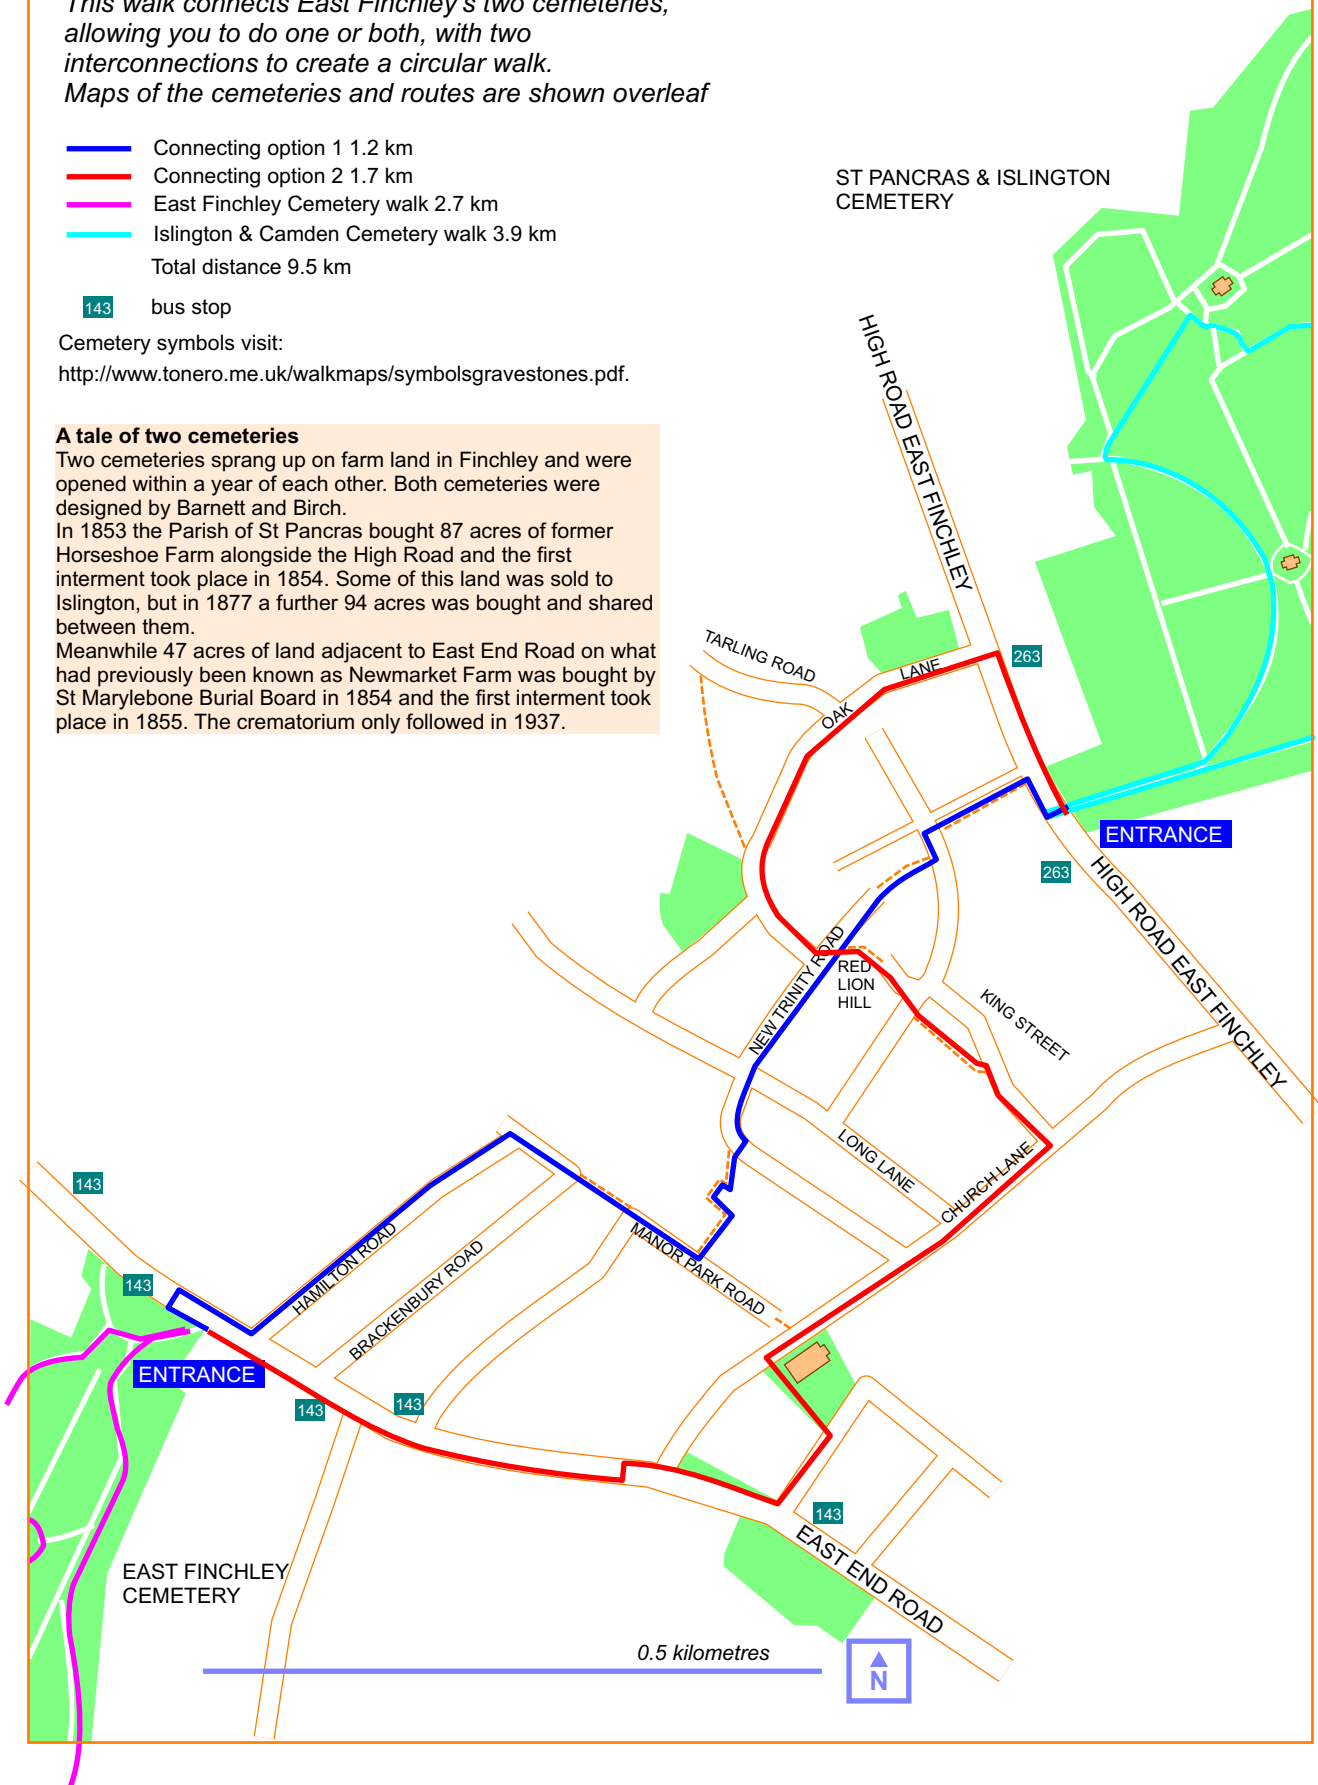 This walk connects East Finchley's two cemeteries,
allowing you to do one or both, with two
interconnections to create a circular walk.
Maps of the cemeteries and routes are shown overleaf
Connecting option 1 1.2 km
Connecting option 2 1.7 km
East Finchley Cemetery walk 2.7 km
Islington & Camden Cemetery walk 3.9 km
Total distance 9.5 km
143 bus stop
Cemetery symbols visit:
http://www.tonero.me.uk/walkmaps/symbolsgravestones.pdf.
A tale of two cemeteries
Two cemeteries sprang up on farm land in Finchley and were
opened within a year of each other. Both cemeteries were
designed by Barnett and Birch.
In 1853 the Parish of St Pancras bought 87 acres of former
Horseshoe Farm alongside the High Road and the first
interment took place in 1854. Some of this land was sold to
Islington, but in 1877 a further 94 acres was bought and shared
between them.
Meanwhile 47 acres of land adjacent to East End Road on what
had previously been known as Newmarket Farm was bought by
St Marylebone Burial Board in 1854 and the first interment took
place in 1855. The crematorium only followed in 1937.
ST PANCRAS & ISLINGTON
CEMETERY
HIGH ROAD EAST FINCHLEY
TARLING ROAD
OAK LANE
263
ENTRANCE
263
HIGH ROAD EAST FINCHLEY
NEW TRINITY ROAD
RED
LION
HILL
KING STREET
LONG LANE
CHURCH LANE
143
143
HAMILTON ROAD
BRACKENBURY ROAD
MANOR PARK ROAD
ENTRANCE
143
143
143
EAST END ROAD
EAST FINCHLEY
CEMETERY
0.5 kilometres
N